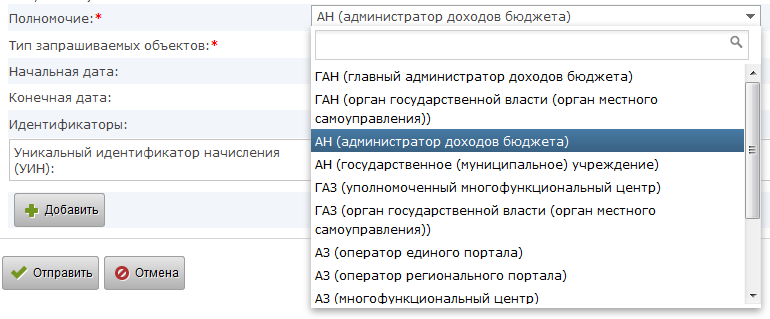 Полномочие:*
АН (администратор доходов бюджета)
Тип запрашиваемых объектов:*
Начальная дата:
Конечная дата:
Идентификаторы:
Уникальный идентификатор начисления
(УИН):
Добавить
Отправить
Отмена
ГАН (главный администратор доходов бюджета)
ГАН (орган государственной власти (орган местного
самоуправления))
АН (администратор доходов бюджета)
АН (государственное (муниципальное) учреждение)
ГАЗ (уполномоченный многофункциональный центр)
ГАЗ (орган государственной власти (орган местного
самоуправления))
АЗ (оператор единого портала)
АЗ (оператор регионального портала)
АЗ (многофункциональный центр)